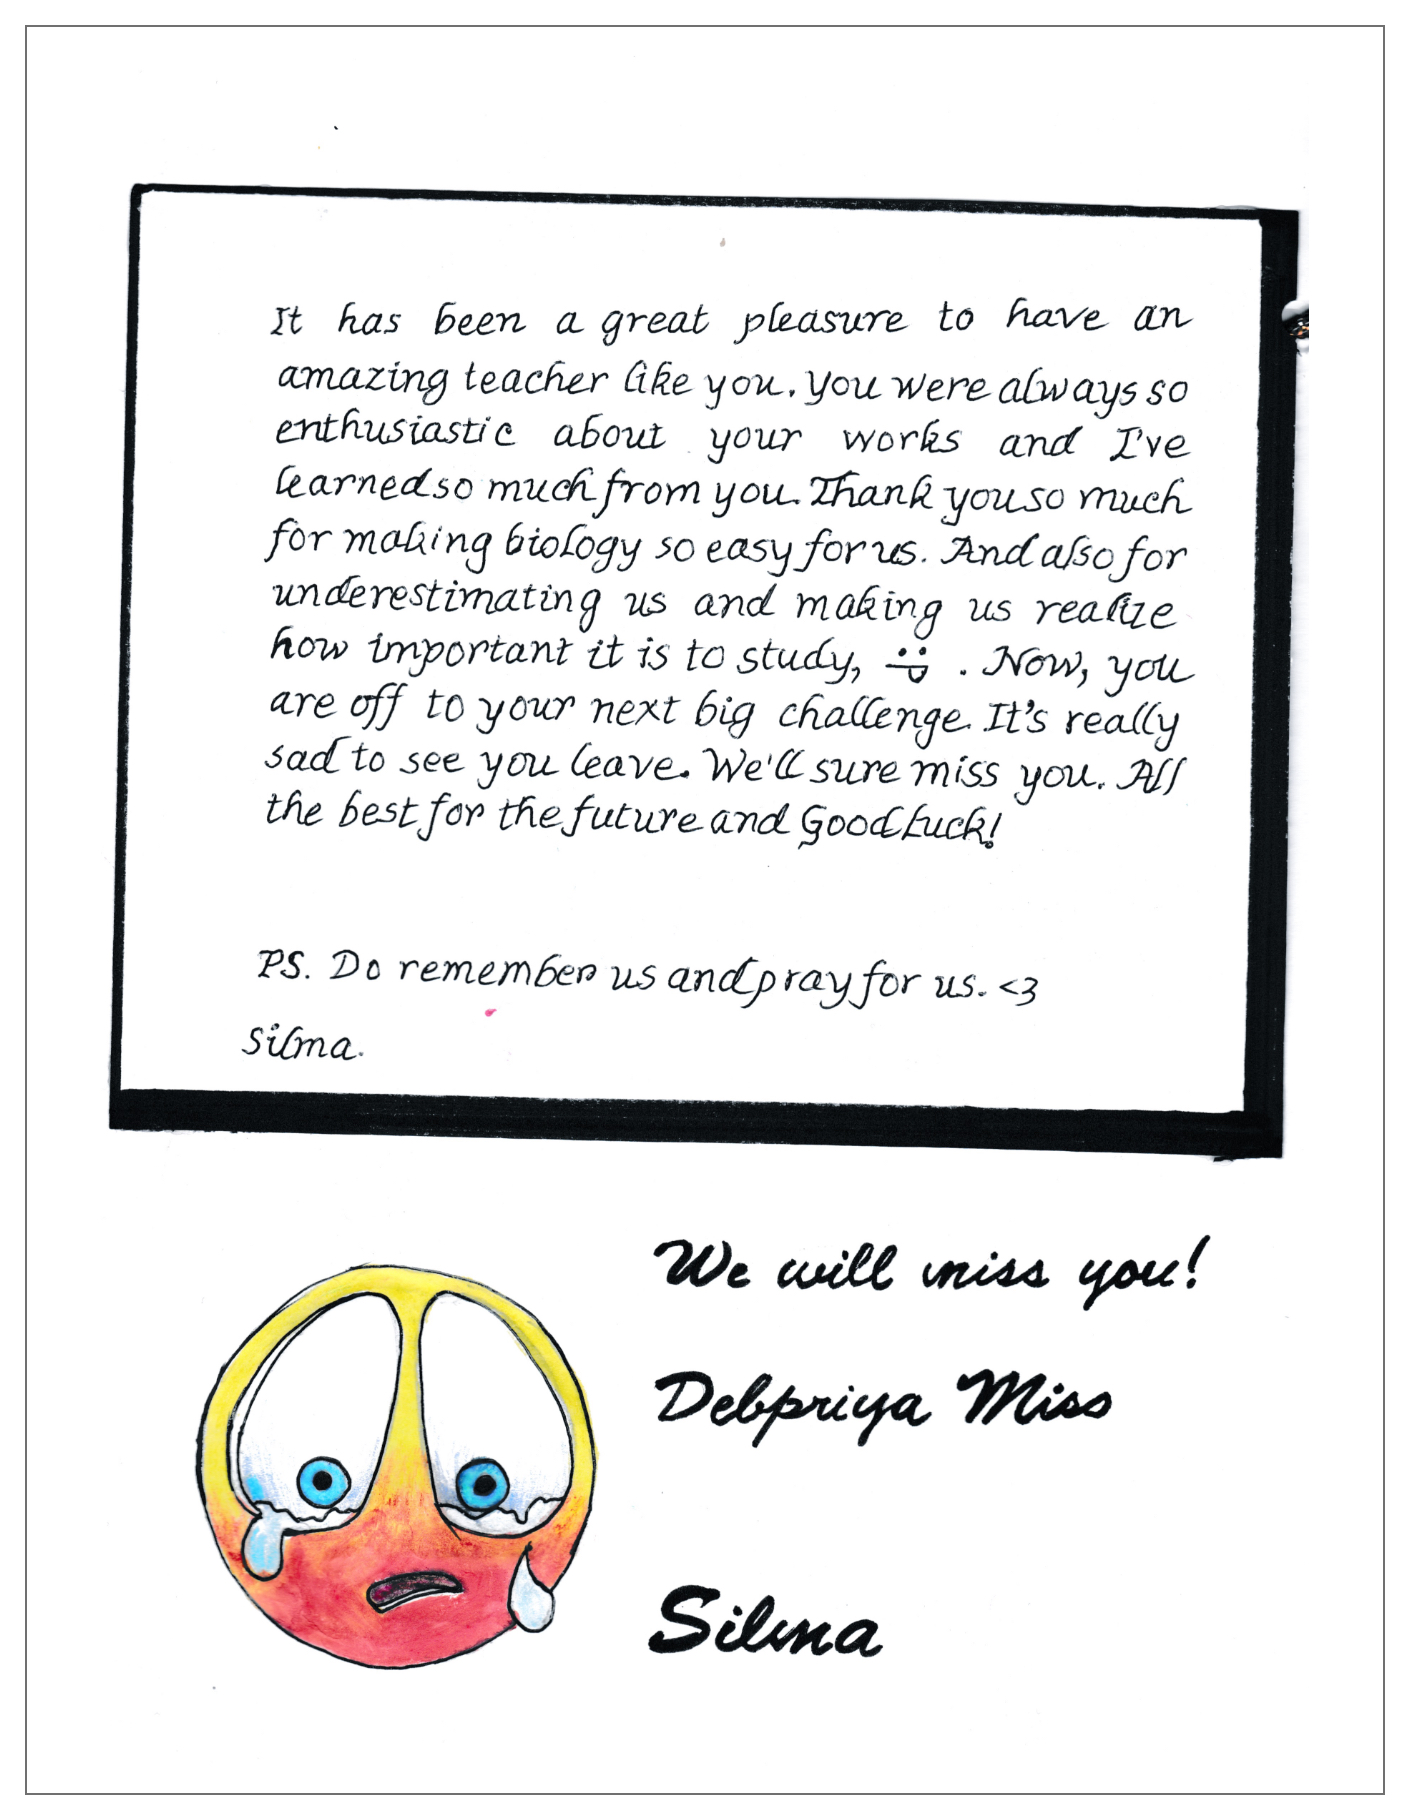 It has been a great pleasure to have an
amazing teacher like you. You were always so
enthusiastic about your works and I've
learned so much from you. Thank you so much
for making biology so easy for us. And also for
underestimating us and making us realize
how important it is to study, . Now, you
are off to your next big challenge. It's really
sad to see you leave. We'll sure miss you. All
the best for the future and Good Luck!
PS. Do remember us and pray for us. <3
Silma.
We will miss you!
Debpriya Miss
Silma